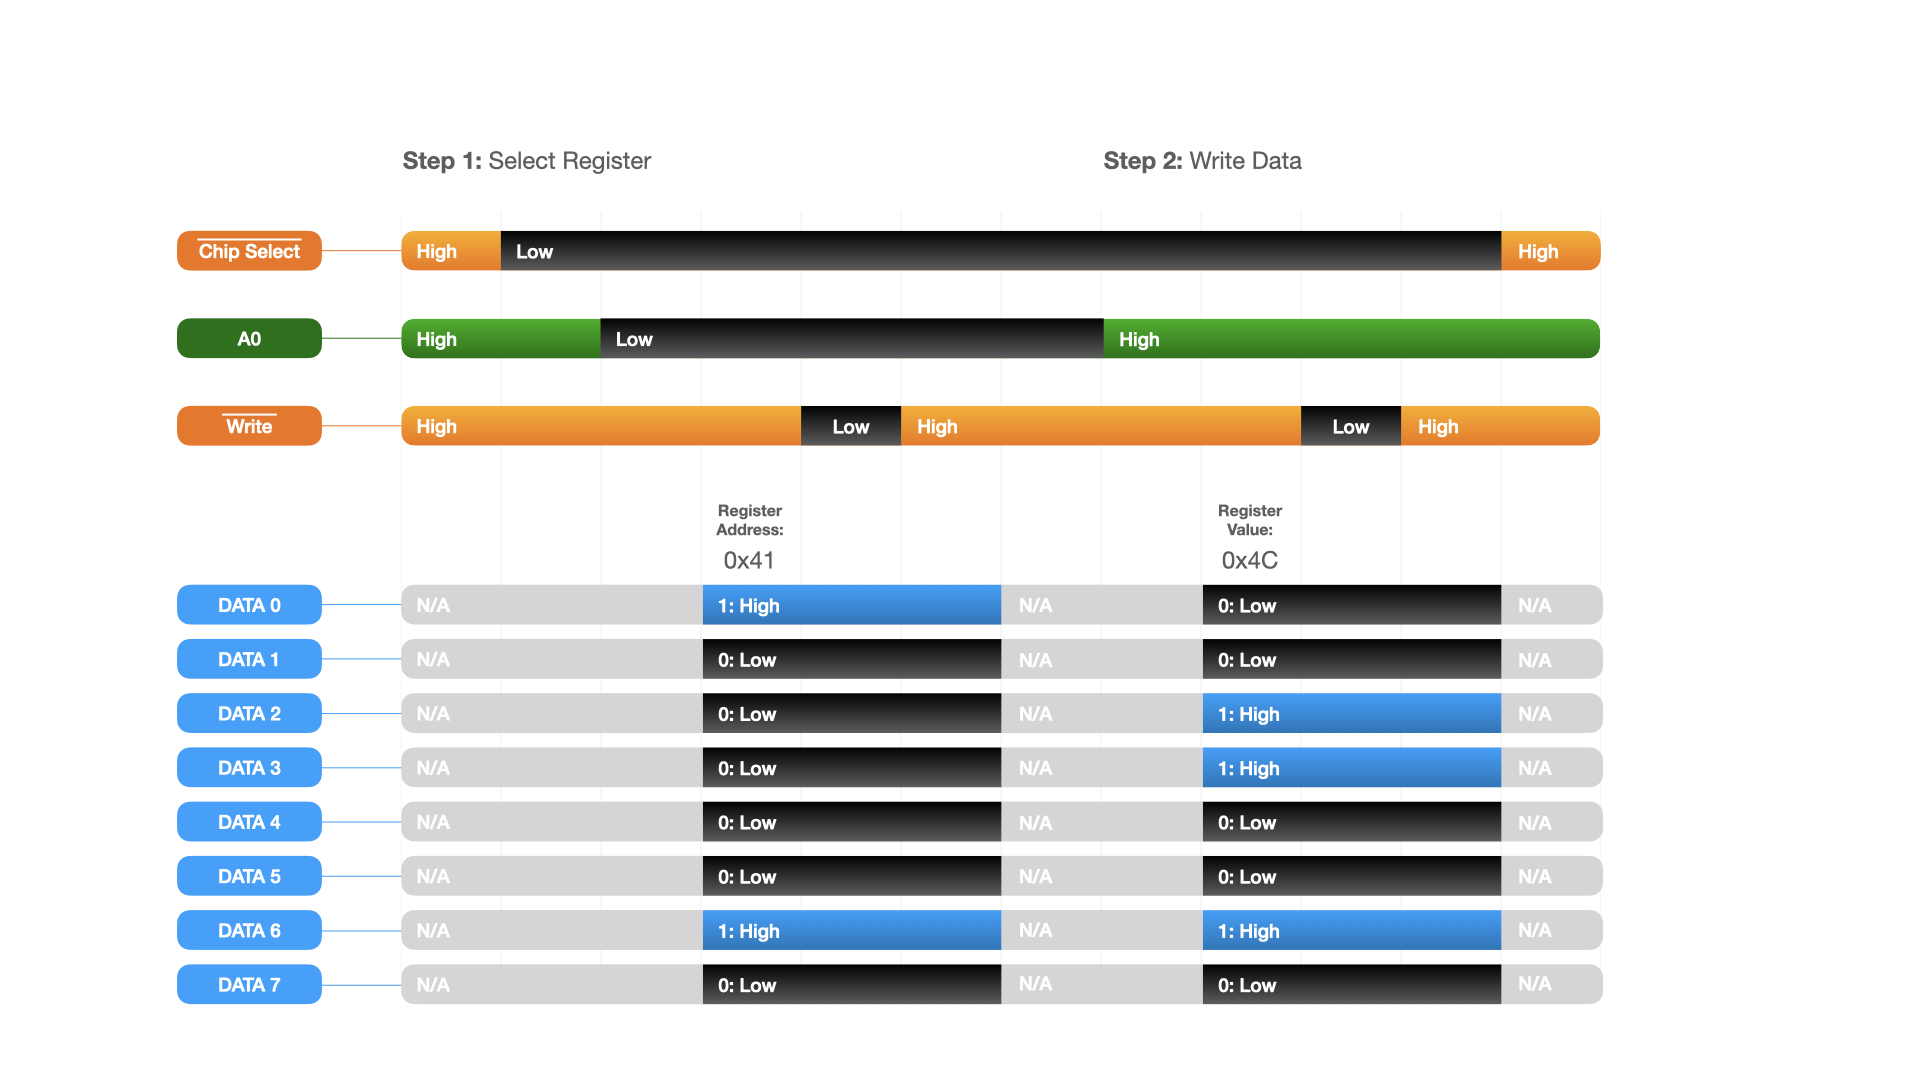 Step 1: Select Register
Step 2: Write Data
Chip Select High Low High
A0 High Low High
Write High Low High Low High
Register
Address:
0x41
Register
Value:
0x4C
DATA 0 N/A 1: High N/A 0: Low N/A
DATA 1 N/A 0: Low N/A 0: Low N/A
DATA 2 N/A 0: Low N/A 1: High N/A
DATA 3 N/A 0: Low N/A 1: High N/A
DATA 4 N/A 0: Low N/A 0: Low N/A
DATA 5 N/A 0: Low N/A 0: Low N/A
DATA 6 N/A 1: High N/A 1: High N/A
DATA 7 N/A 0: Low N/A 0: Low N/A